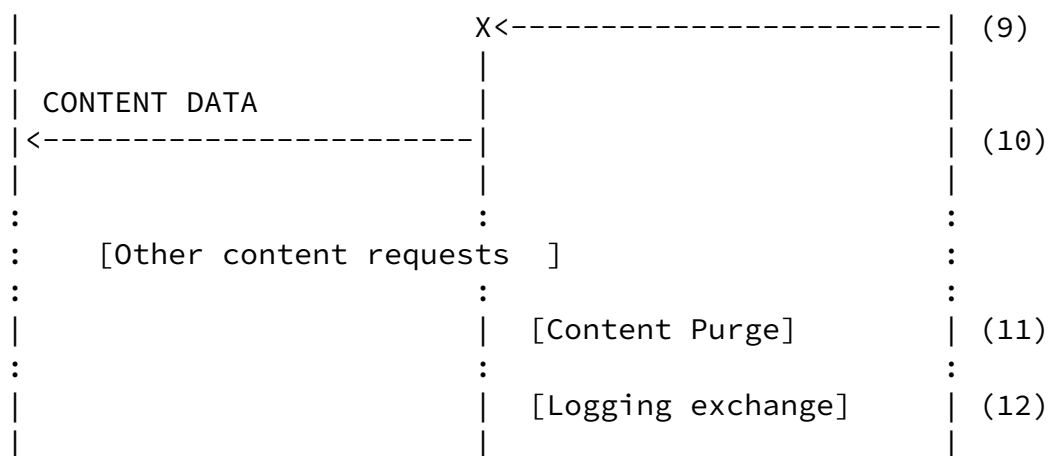 |                         X<------------------------| (9)
|                         |                         |
| CONTENT DATA            |                         |
|<------------------------|                         | (10)
|                         |                         |
:                         :                         :
:    [Other content requests  ]                     :
:                         :                         :
|                         |  [Content Purge]        | (11)
:                         :                         :
|                         |  [Logging exchange]     | (12)
|                         |                         |